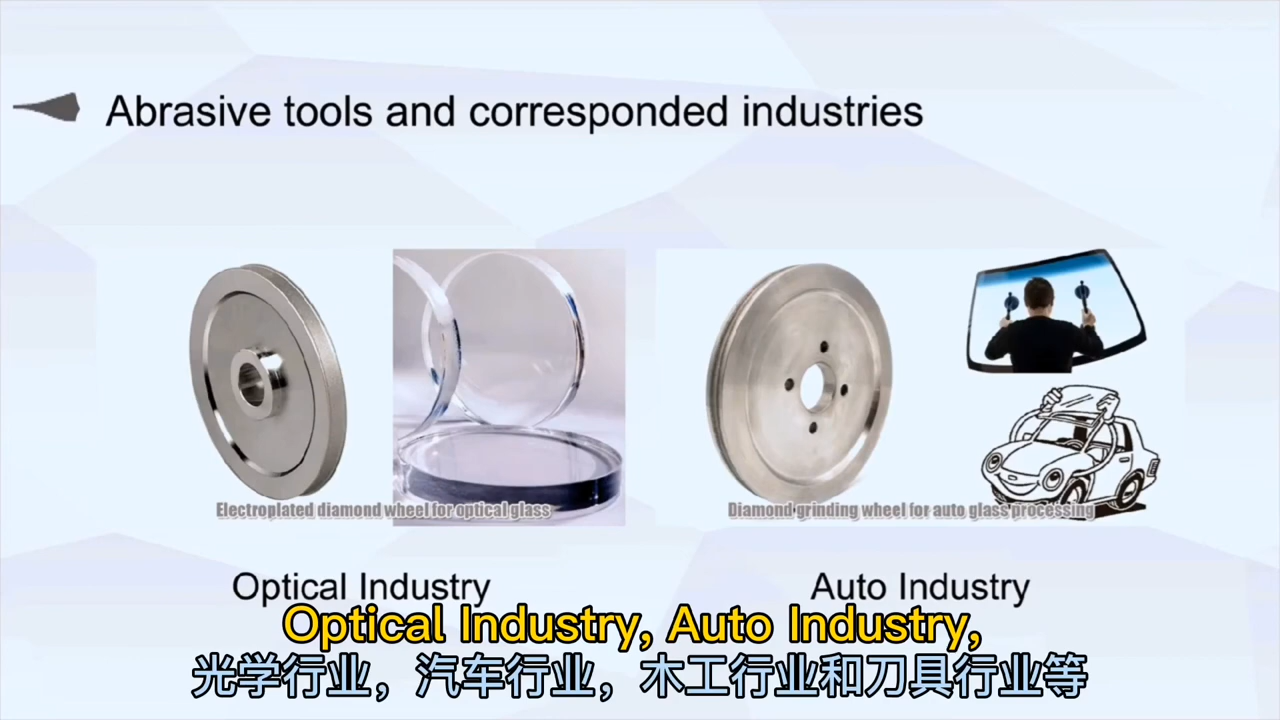 Abrasive tools and corresponded industries
Electroplated diamond wheel for optical glass
Diamond grinding wheel for auto glass processing
Optical Industry
Auto Industry
Optical Industry, Auto Industry,
光学行业，汽车行业，木工行业和刀具行业等